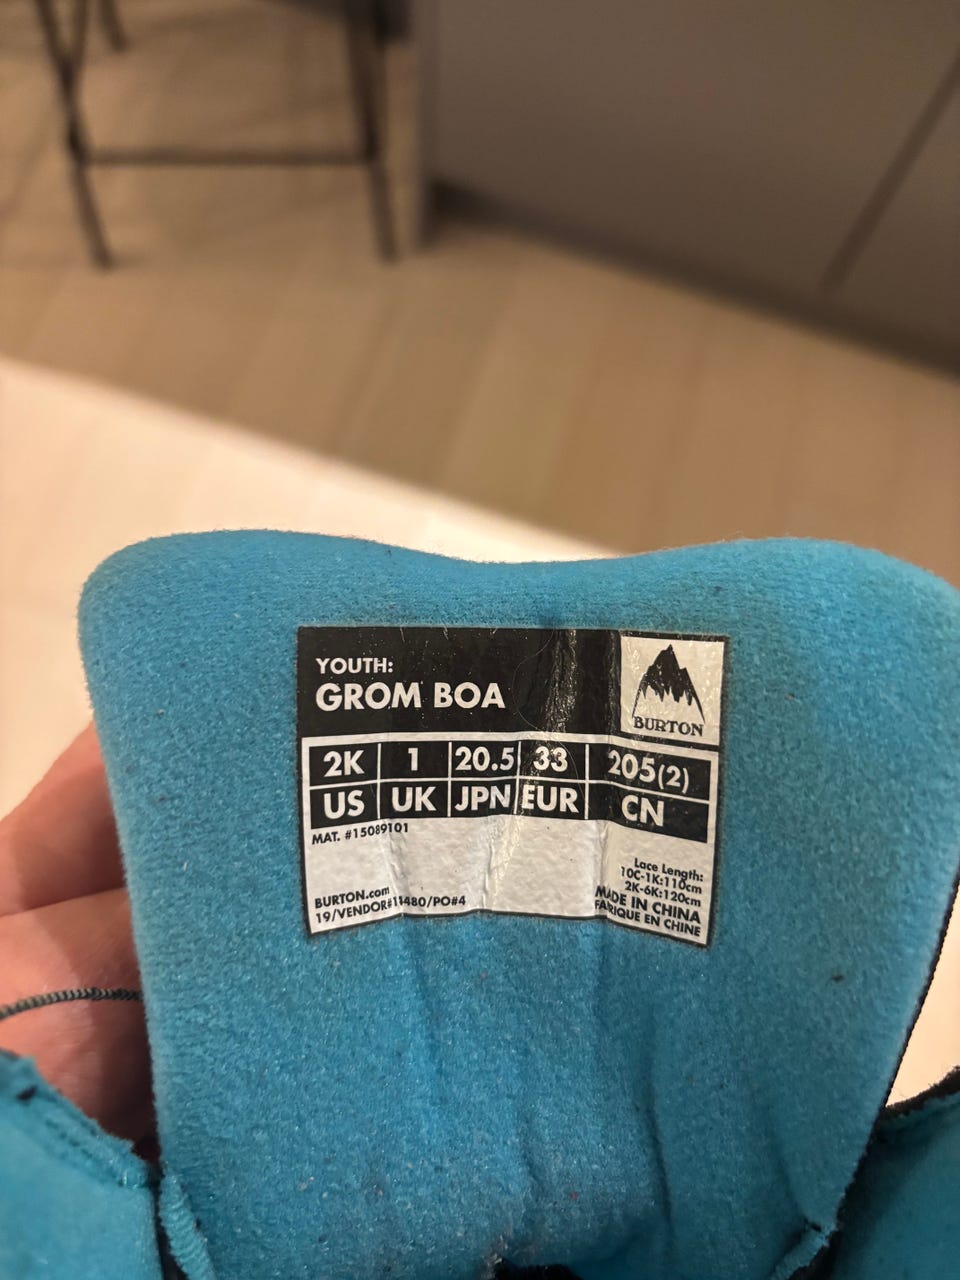 YOUTH:
GROM BOA
BURTON
2K 1 20.5 33 205(2)
US UK JPN EUR CN
MAT. #15089101
Lace Length:
10C-1K:110cm
2K-6K:120cm
BURTON.com
MADE IN CHINA
19/VENDOR#11480/PO#4
FABRIQUE EN CHINE